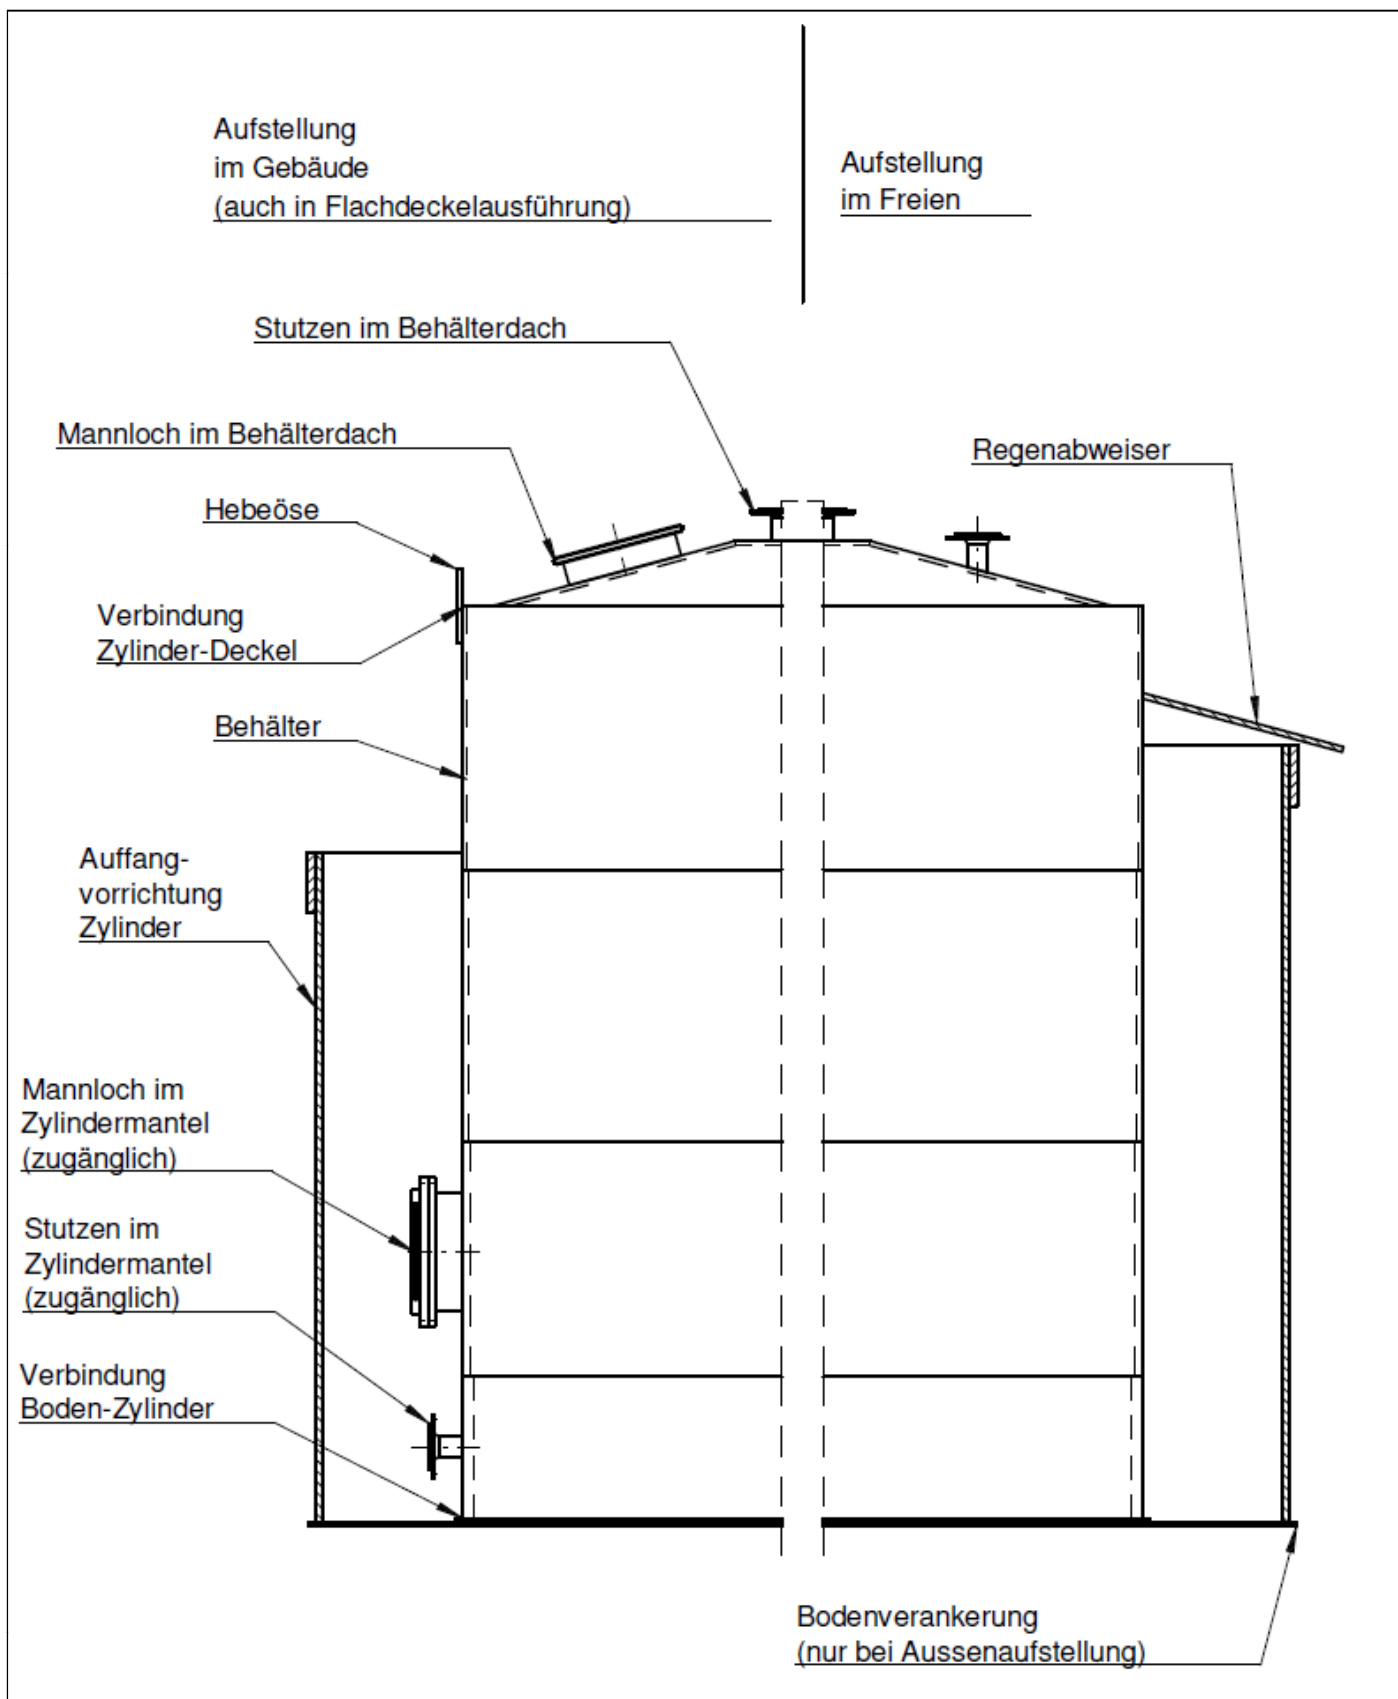 Aufstellung
im Gebäude
(auch in Flachdeckelausführung)
Aufstellung
im Freien
Stutzen im Behälterdach
Mannloch im Behälterdach
Regenabweiser
Hebeöse
Verbindung
Zylinder-Deckel
Behälter
Auffang-
vorrichtung
Zylinder
Mannloch im
Zylindermantel
(zugänglich)
Stutzen im
Zylindermantel
(zugänglich)
Verbindung
Boden-Zylinder
Bodenverankerung
(nur bei Aussenaufstellung)